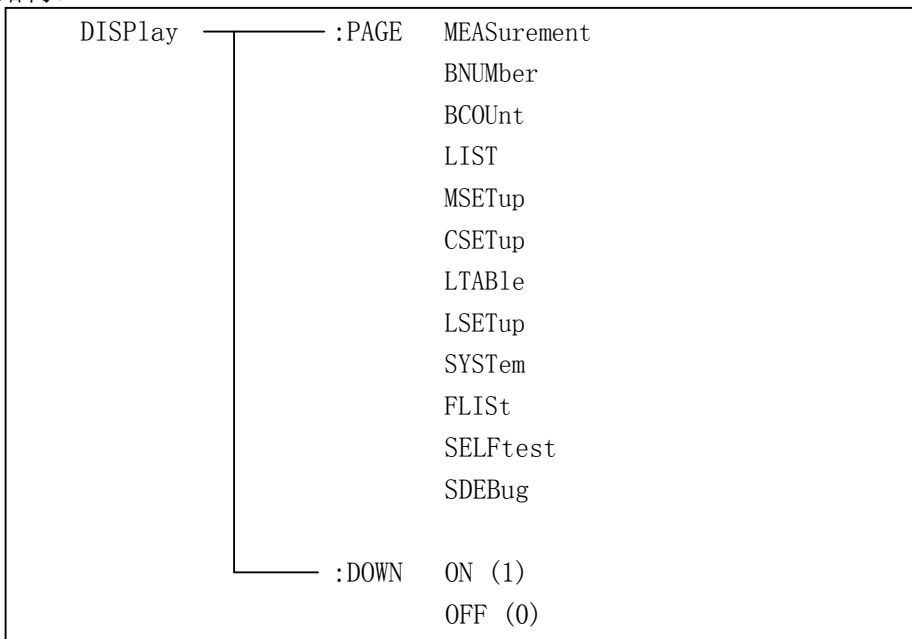 DISPlay :PAGE MEASurement
BNUMber
BCOUnt
LIST
MSETup
CSETup
LTABle
LSETup
SYSTem
FLISt
SELFtest
SDEBug
:DOWN ON (1)
OFF (0)